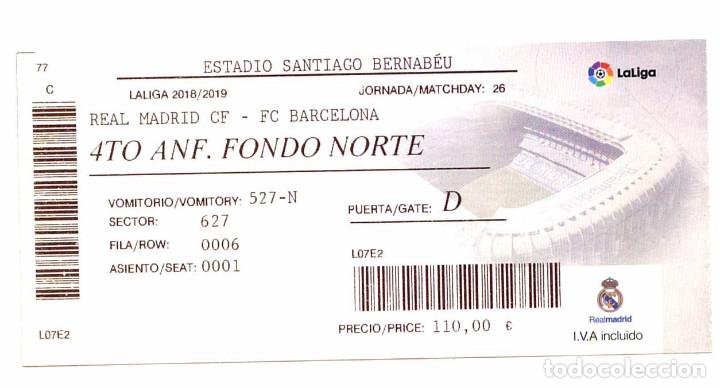 77
C
ESTADIO SANTIAGO BERNABÉU
LaLiga
LALIGA 2018/2019 JORNADA/MATCHDAY: 26
REAL MADRID CF - FC BARCELONA
4TO ANF. FONDO NORTE
VOMITORIO/VOMITORY: 527-N
SECTOR: 627
PUERTA/GATE: D
FILA/ROW: 0006
ASIENTO/SEAT: 0001
L07E2
Realmadrid
L07E2
PRECIO/PRICE: 110,00 €
I.V.A incluido
todocoleccion
todocoleccion.net